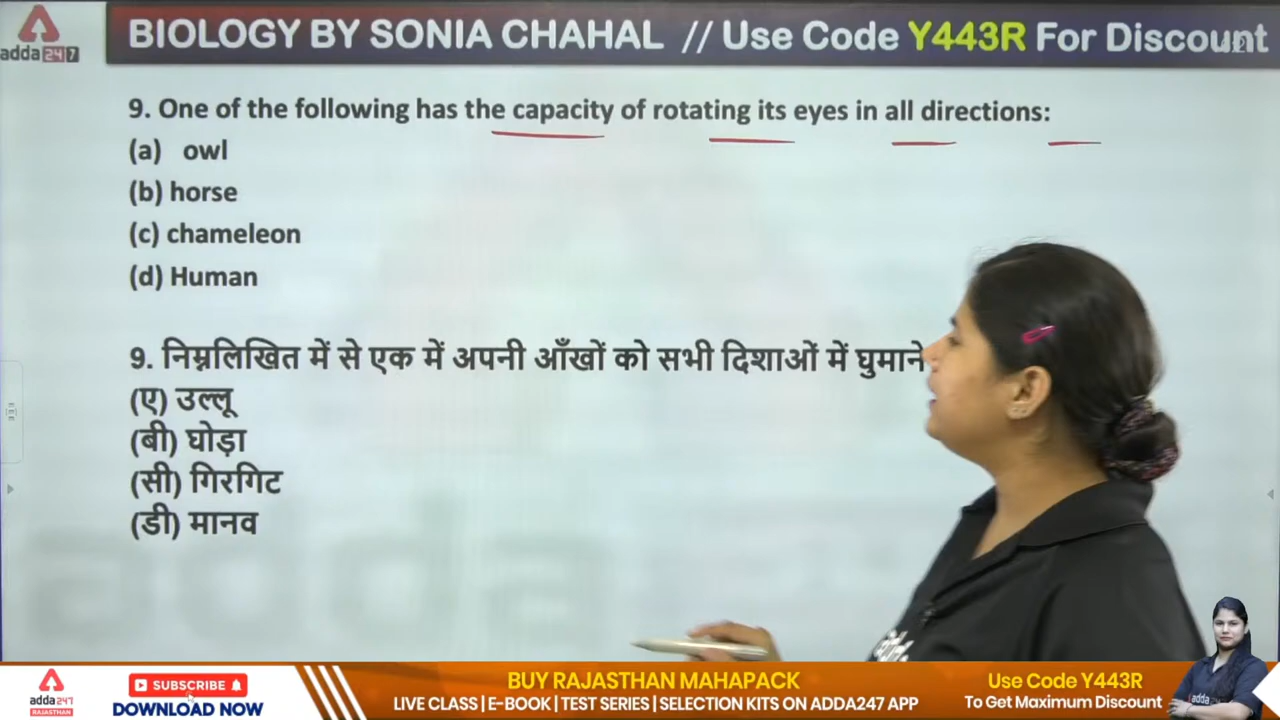 BIOLOGY BY SONIA CHAHAL // Use Code Y443R For Discount
adda247
9. One of the following has the capacity of rotating its eyes in all directions:
(a) owl
(b) horse
(c) chameleon
(d) Human
9. निम्नलिखित में से एक में अपनी आँखों को सभी दिशाओं में घुमाने
(ए) उल्लू
(बी) घोड़ा
(सी) गिरगिट
(डी) मानव
adda
adda247
RAJASTHAN
SUBSCRIBE
DOWNLOAD NOW
BUY RAJASTHAN MAHAPACK
LIVE CLASS | E-BOOK | TEST SERIES | SELECTION KITS ON ADDA247 APP
Use Code Y443R
To Get Maximum Discount